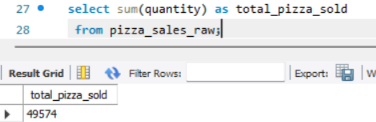 27 select sum(quantity) as total_pizza_sold
28 from pizza_sales_raw;
Result Grid Filter Rows: Export: W
total_pizza_sold
49574